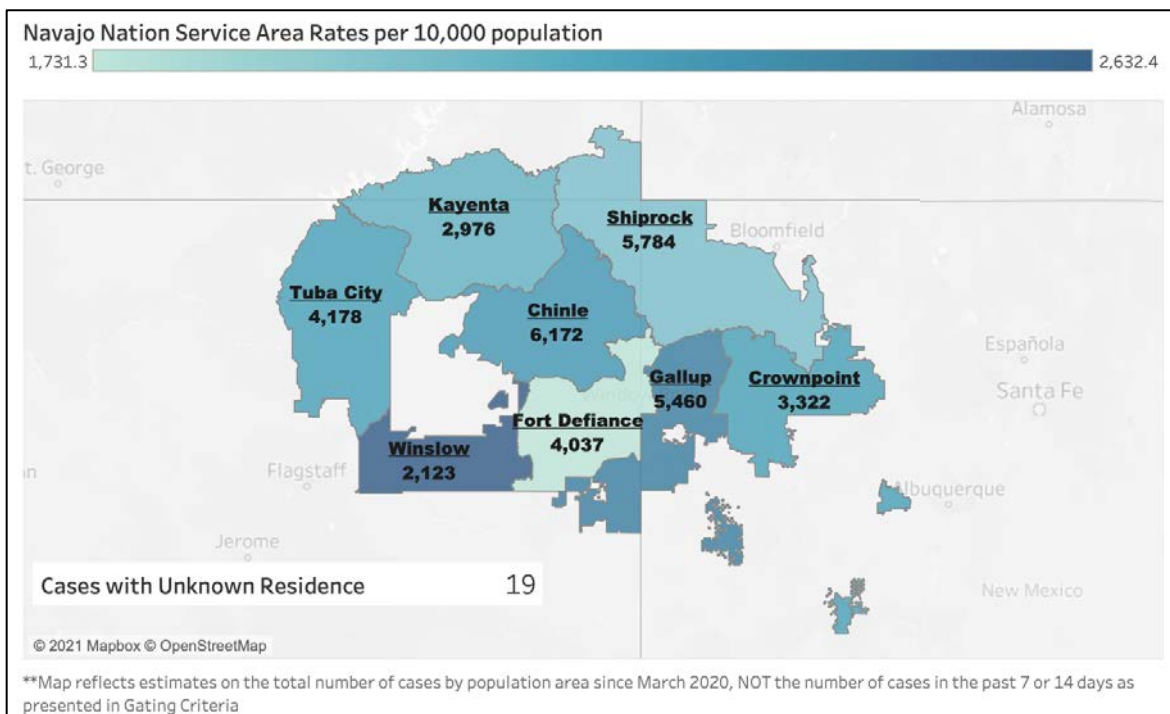 Navajo Nation Service Area Rates per 10,000 population
1,731.3
2,632.4
Alamosa
t. George
Kayenta
2,976
Shiprock
5,784
Bloomfield
Tuba City
4,178
Chinle
6,172
Española
Gallup
5,460
Crownpoint
3,322
Santa Fe
Fort Defiance
4,037
Winslow
2,123
Flagstaff
an
Albuquerque
Jerome
Cases with Unknown Residence 19
New Mexico
© 2021 Mapbox © OpenStreetMap
**Map reflects estimates on the total number of cases by population area since March 2020, NOT the number of cases in the past 7 or 14 days as
presented in Gating Criteria